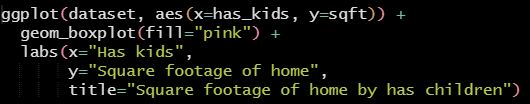 ggplot(dataset, aes(x=has_kids, y=sqft)) +
  geom_boxplot(fill="pink") +
  labs(x="Has kids",
       y="Square footage of home",
       title="Square footage of home by has children")